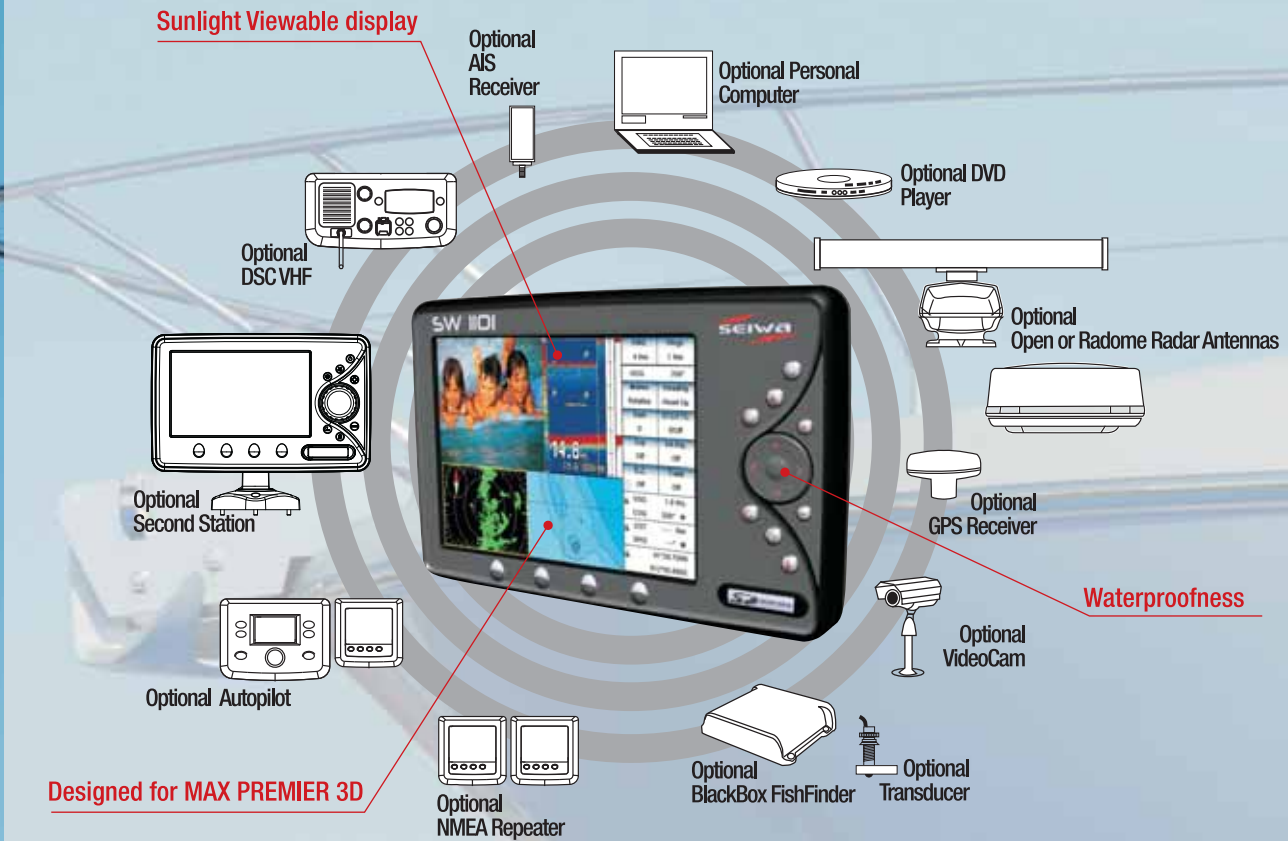 Sunlight Viewable display
Optional
AIS
Receiver
Optional Personal
Computer
Optional DVD
Player
Optional
DSC VHF
Optional
Open or Radome Radar Antennas
SW 1101
SEIWA
14.8
Optional
Second Station
Optional
GPS Receiver
Waterproofness
Optional
VideoCam
Optional Autopilot
Optional
BlackBox FishFinder
Optional
Transducer
Designed for MAX PREMIER 3D
Optional
NMEA Repeater